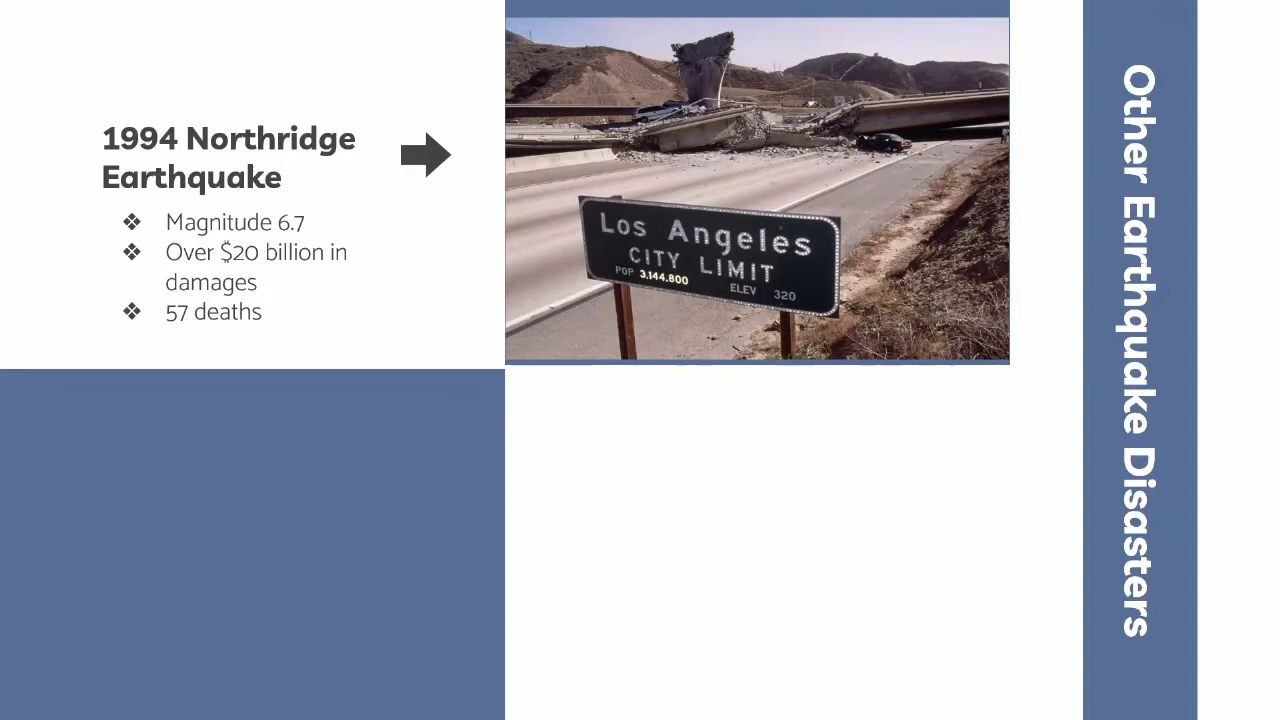 1994 Northridge
Earthquake
❖ Magnitude 6.7
❖ Over $20 billion in
damages
❖ 57 deaths
Los Angeles
CITY LIMIT
POP 3,144,800
ELEV 320
Other Earthquake Disasters